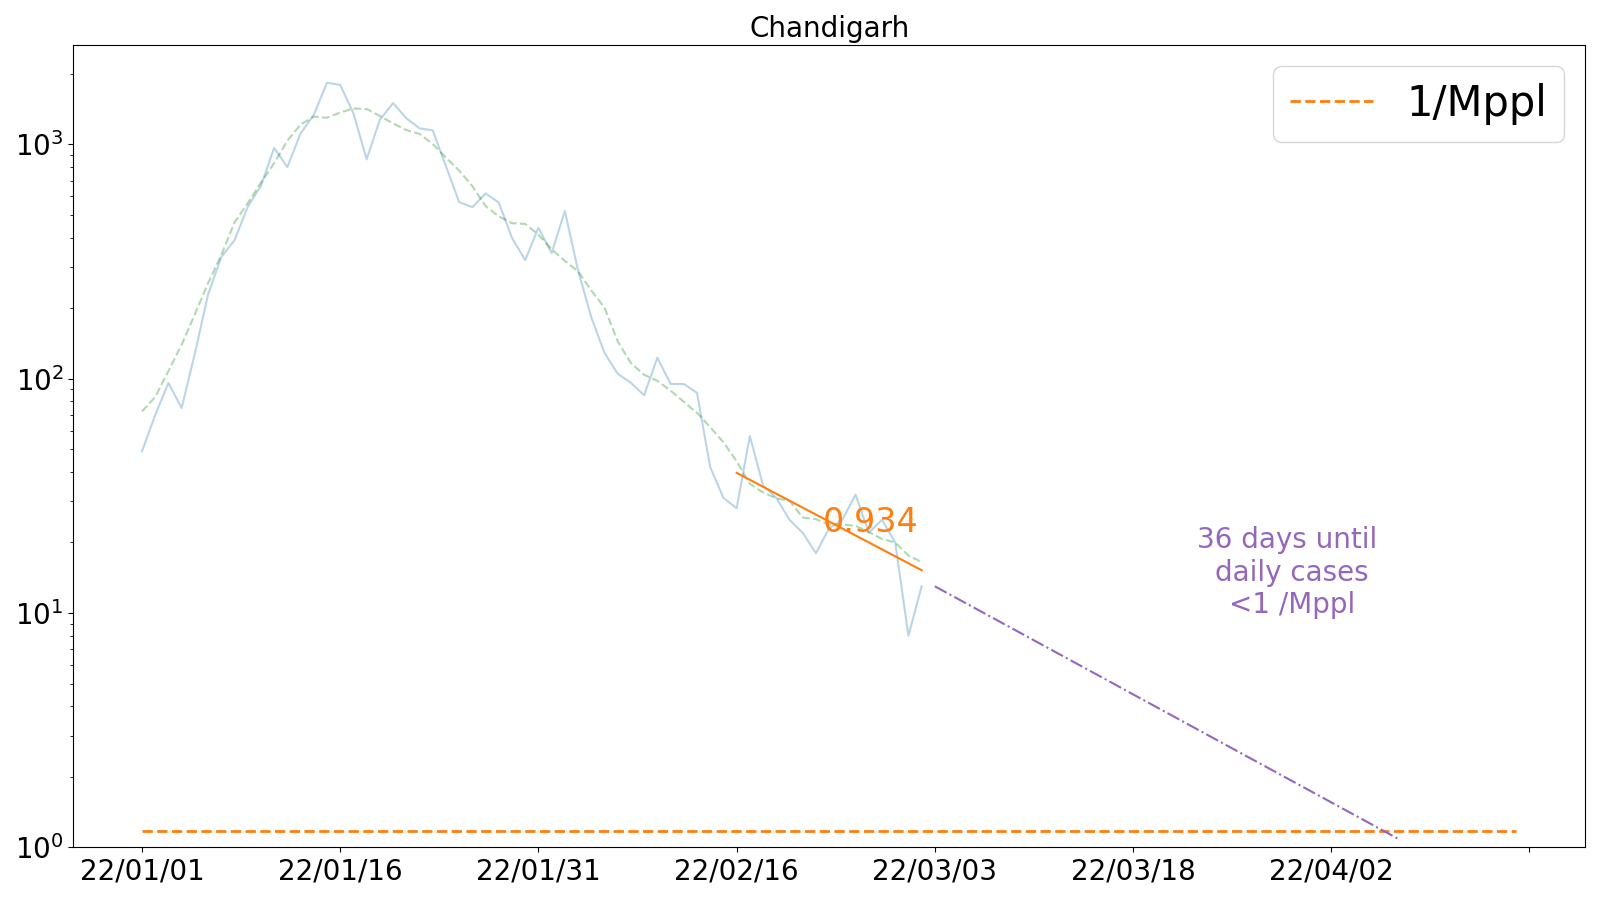 Chandigarh
1/Mppl
10³
10²
10¹
10⁰
0.934
36 days until
daily cases
<1 /Mppl
22/01/01
22/01/16
22/01/31
22/02/16
22/03/03
22/03/18
22/04/02